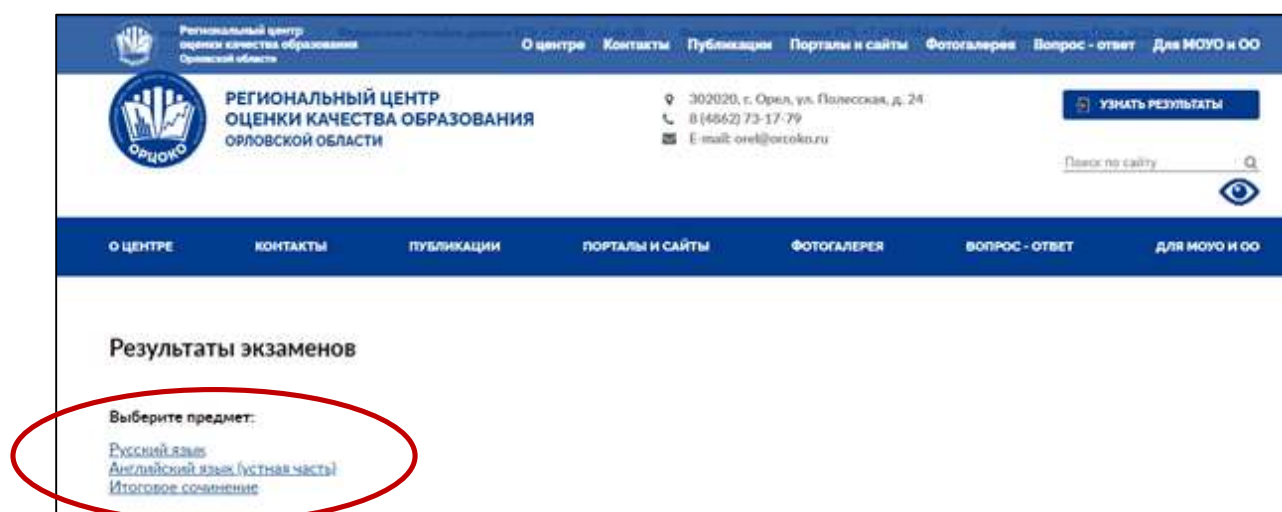 Региональный центр
оценки качества образования
Орловской области
О центре Контакты Публикации Порталы и сайты Фотогалерея Вопрос - ответ Для МОУО и ОО
ОРЦОКО
РЕГИОНАЛЬНЫЙ ЦЕНТР
ОЦЕНКИ КАЧЕСТВА ОБРАЗОВАНИЯ
ОРЛОВСКОЙ ОБЛАСТИ
302020, г. Орел, ул. Полесская, д. 24
8 (4862) 73-17-79
E-mail: orel@orcoko.ru
УЗНАТЬ РЕЗУЛЬТАТЫ
Поиск по сайту
О ЦЕНТРЕ КОНТАКТЫ ПУБЛИКАЦИИ ПОРТАЛЫ И САЙТЫ ФОТОГАЛЕРЕЯ ВОПРОС - ОТВЕТ ДЛЯ МОУО И ОО
Результаты экзаменов
Выберите предмет:
Русский язык
Английский язык (устная часть)
Итоговое сочинение